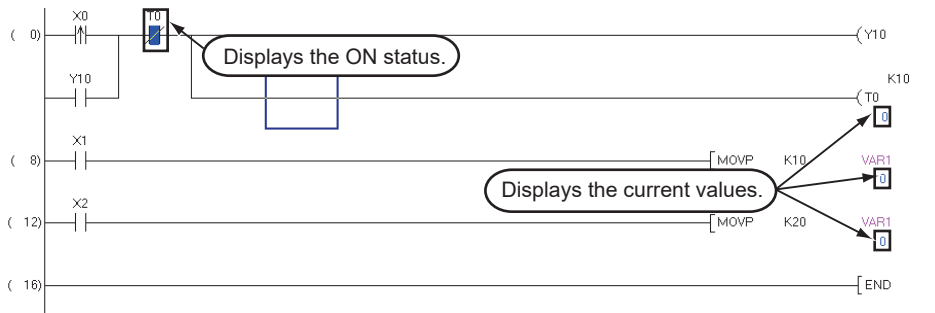 X0 T0
( 0) Y10
Displays the ON status.
Y10 K10
T0
0
X1
( 8) MOVP K10 VAR1
0
Displays the current values.
X2
( 12) MOVP K20 VAR1
0
( 16) END